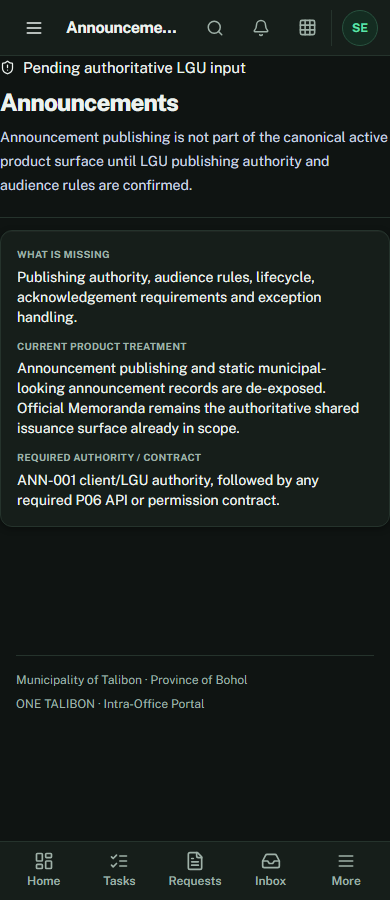 Announceme...
SE
Pending authoritative LGU input
Announcements
Announcement publishing is not part of the canonical active
product surface until LGU publishing authority and
audience rules are confirmed.
WHAT IS MISSING
Publishing authority, audience rules, lifecycle,
acknowledgement requirements and exception
handling.
CURRENT PRODUCT TREATMENT
Announcement publishing and static municipal-
looking announcement records are de-exposed.
Official Memoranda remains the authoritative shared
issuance surface already in scope.
REQUIRED AUTHORITY / CONTRACT
ANN-001 client/LGU authority, followed by any
required P06 API or permission contract.
Municipality of Talibon · Province of Bohol
ONE TALIBON · Intra-Office Portal
Home
Tasks
Requests
Inbox
More